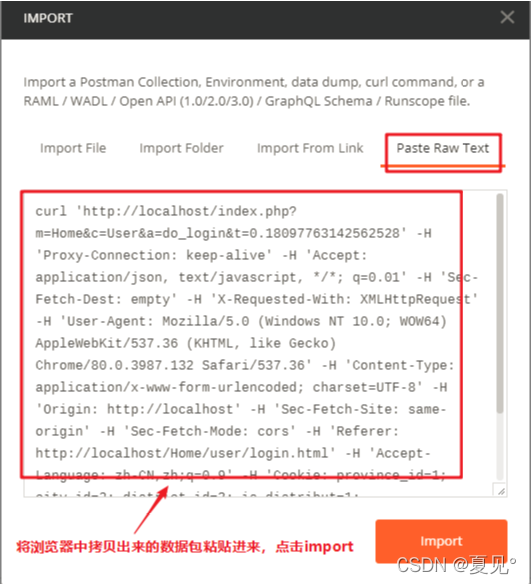 IMPORT
Import a Postman Collection, Environment, data dump, curl command, or a
RAML / WADL / Open API (1.0/2.0/3.0) / GraphQL Schema / Runscope file.
Import File Import Folder Import From Link Paste Raw Text
curl 'http://localhost/index.php?
m=Home&c=User&a=do_login&t=0.18097763142562528' -H
'Proxy-Connection: keep-alive' -H 'Accept:
application/json, text/javascript, */*; q=0.01' -H 'Sec-
Fetch-Dest: empty' -H 'X-Requested-With: XMLHttpRequest'
-H 'User-Agent: Mozilla/5.0 (Windows NT 10.0; WOW64)
AppleWebKit/537.36 (KHTML, like Gecko)
Chrome/80.0.3987.132 Safari/537.36' -H 'Content-Type:
application/x-www-form-urlencoded; charset=UTF-8' -H
'Origin: http://localhost' -H 'Sec-Fetch-Site: same-
origin' -H 'Sec-Fetch-Mode: cors' -H 'Referer:
http://localhost/Home/user/login.html' -H 'Accept-
Language: zh-CN,zh;q=0.9' -H 'Cookie: province_id=1;
city_id=2; district_id=3; is_distribut=1;
将浏览器中拷贝出来的数据包粘贴进来，点击import
Import
CSDN @夏见°